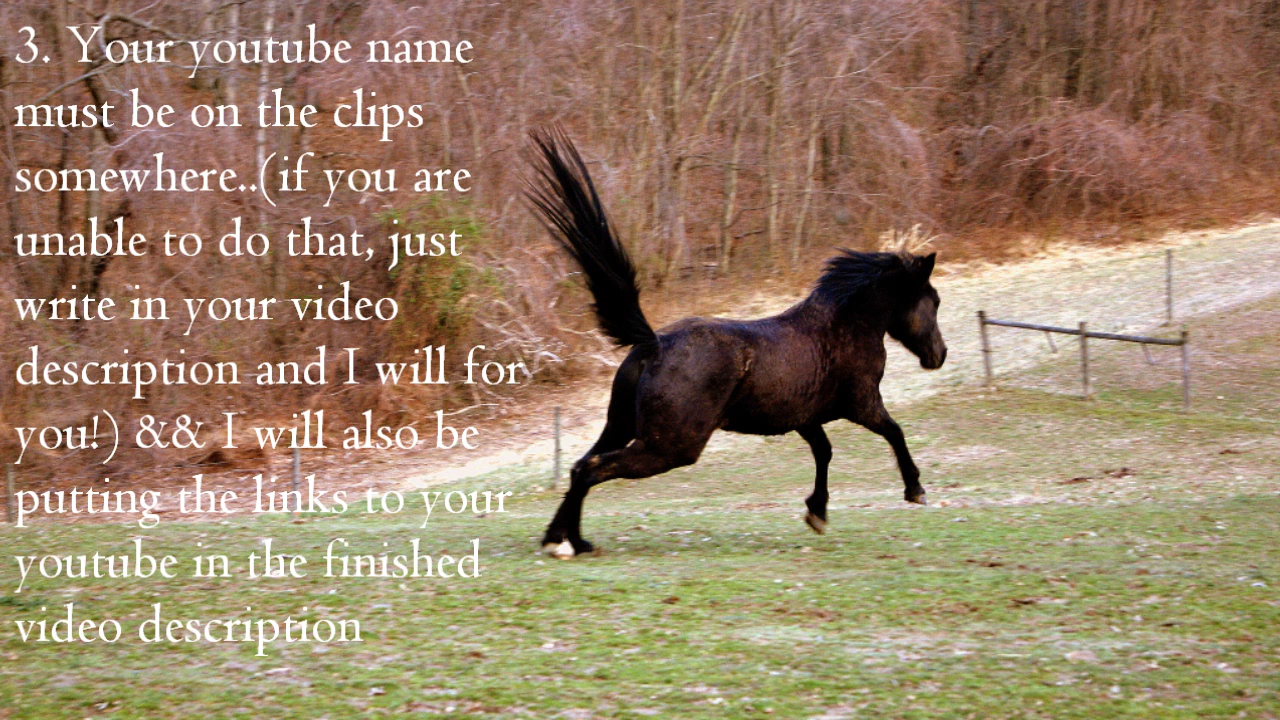 3. Your youtube name
must be on the clips
somewhere..(if you are
unable to do that, just
write in your video
description and I will for
you!) && I will also be
putting the links to your
youtube in the finished
video description